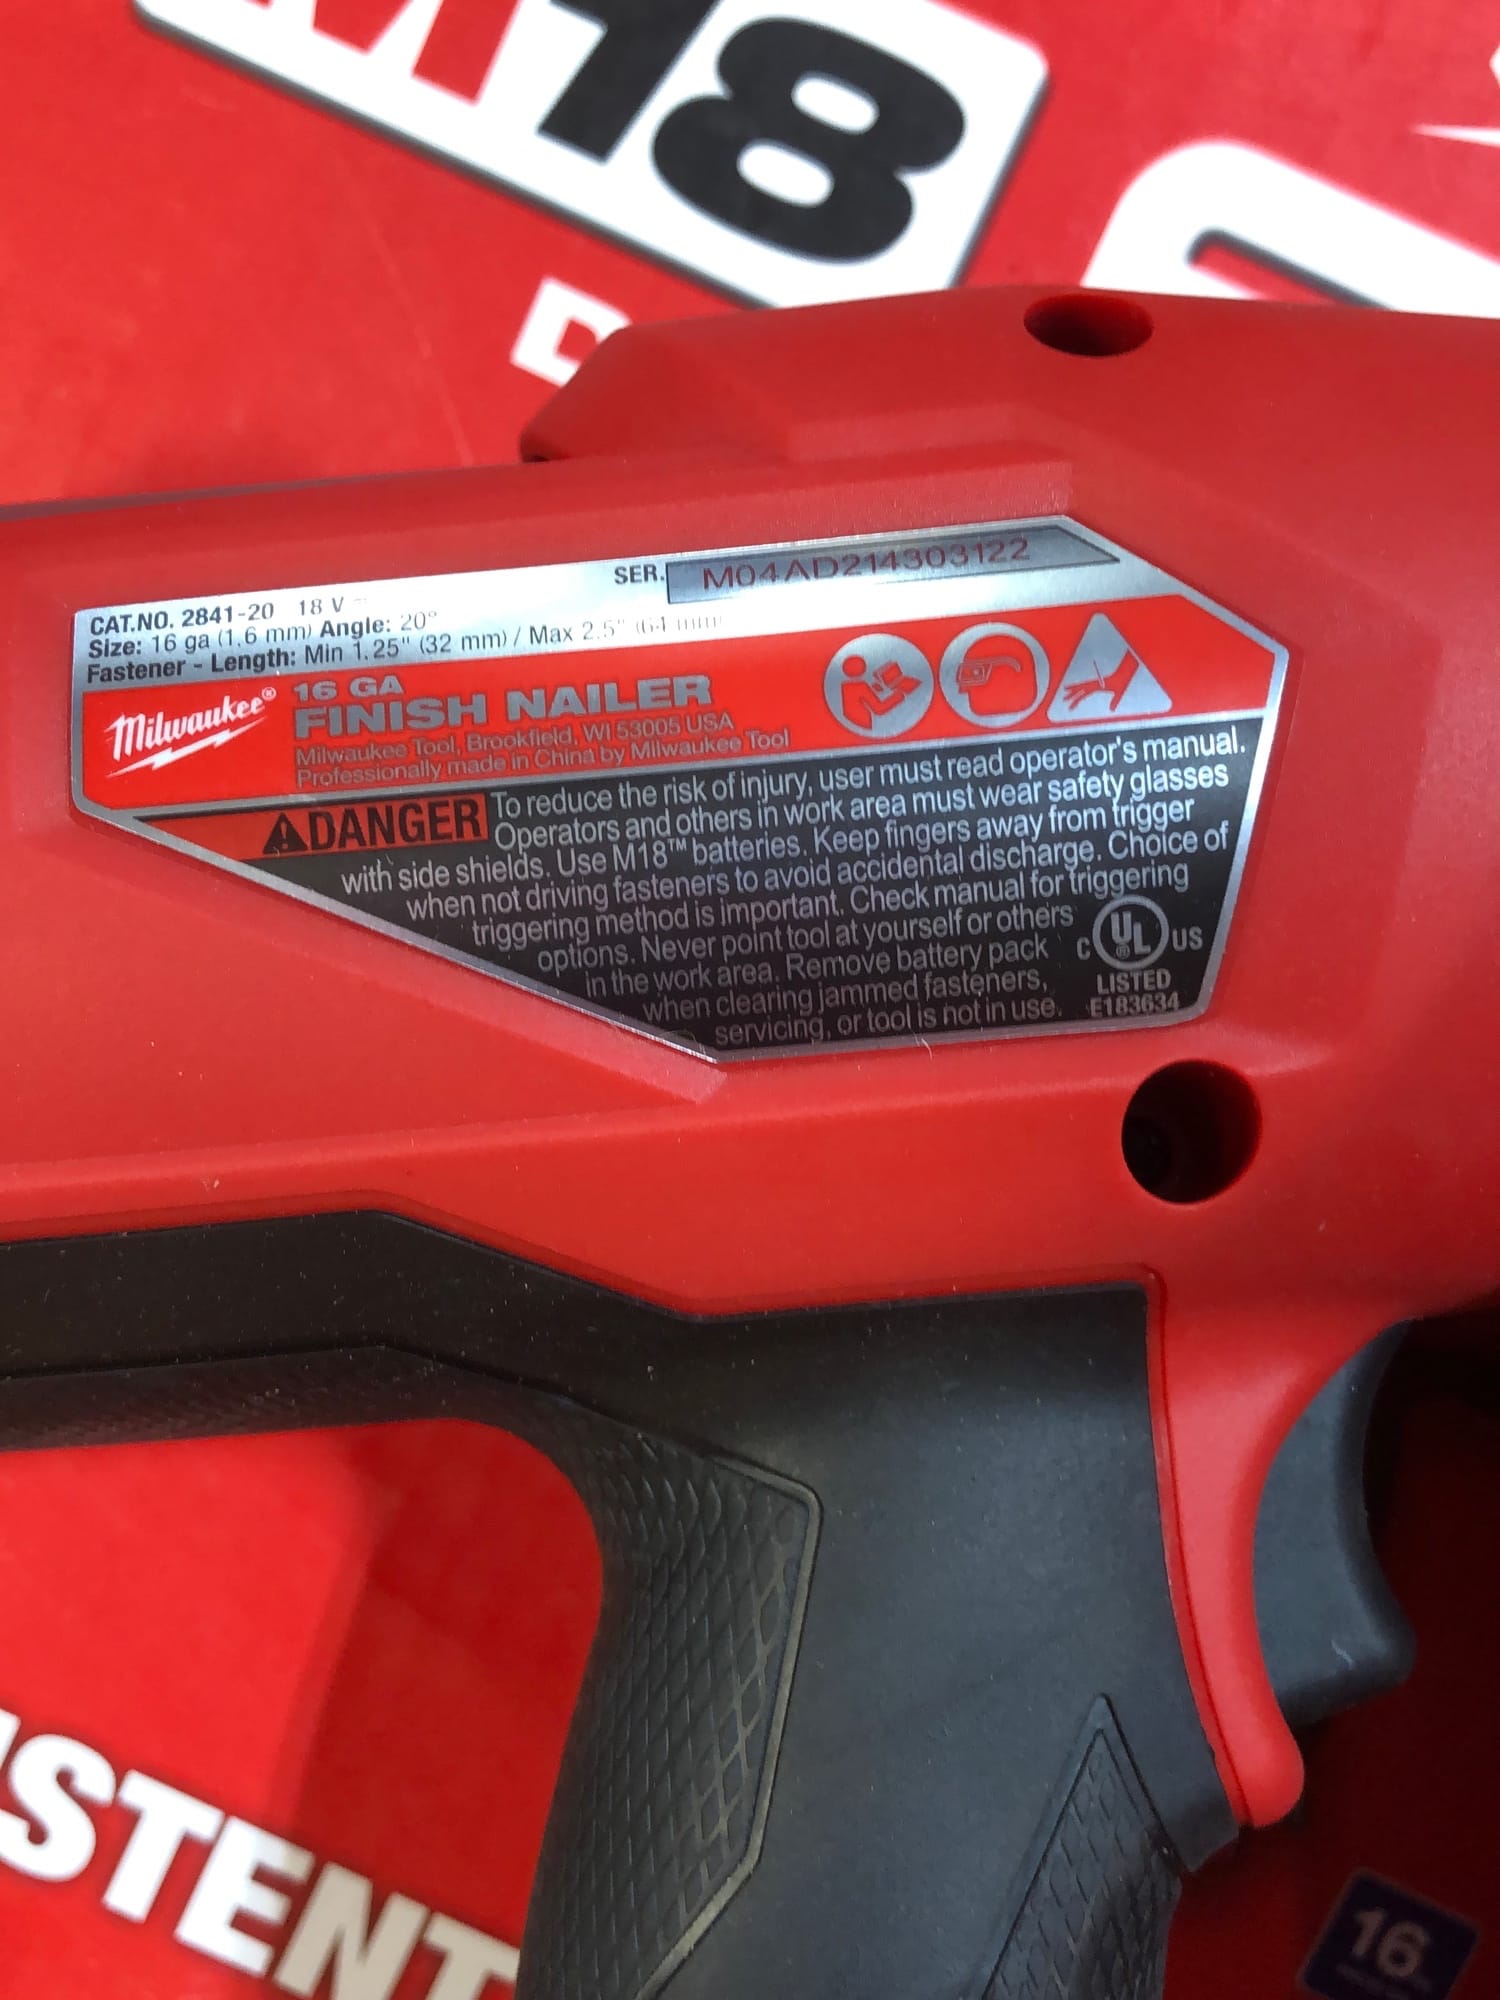 M18
SER. M04AD214303122
CAT.NO. 2841-20 18 V
Size: 16 ga (1.6 mm) Angle: 20°
Fastener - Length: Min 1.25" (32 mm) / Max 2.5" (64 mm)
Milwaukee®
16 GA
FINISH NAILER
Milwaukee Tool, Brookfield, WI 53005 USA
Professionally made in China by Milwaukee Tool
DANGER To reduce the risk of injury, user must read operator's manual.
Operators and others in work area must wear safety glasses
with side shields. Use M18™ batteries. Keep fingers away from trigger
when not driving fasteners to avoid accidental discharge. Choice of
triggering method is important. Check manual for triggering
options. Never point tool at yourself or others
in the work area. Remove battery pack
when clearing jammed fasteners,
servicing, or tool is not in use.
C UL® US
LISTED
E183634
STENT
16